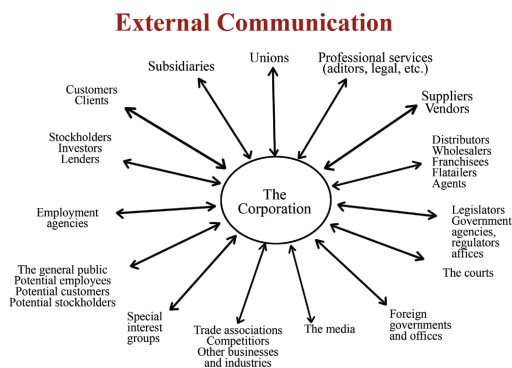 External Communication
Unions
Professional services
(aditors, legal, etc.)
Subsidiaries
Customers
Clients
Suppliers
Vendors
Stockholders
Investors
Lenders
Distributors
Wholesalers
Franchisees
Flatailers
Agents
The
Corporation
Employment
agencies
Legislators
Government
agencies,
regulators
affices
The general public
Potential employees
Potential customers
Potential stockholders
The courts
Special
interest
groups
Trade associations
Competitiors
Other businesses
and industries
The media
Foreign
governments
and offices